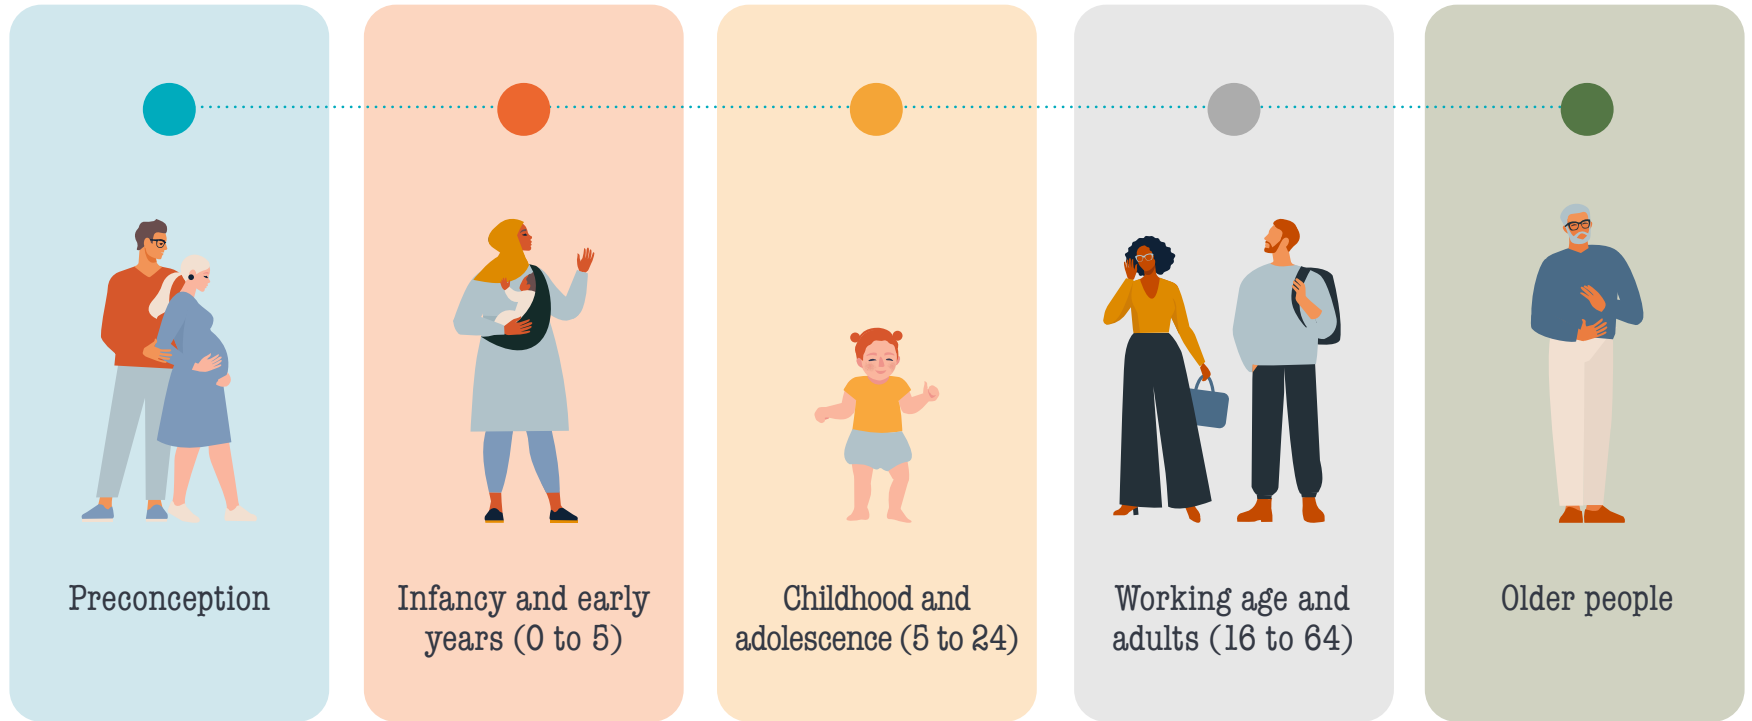 Preconception
Infancy and early
years (0 to 5)
Childhood and
adolescence (5 to 24)
Working age and
adults (16 to 64)
Older people